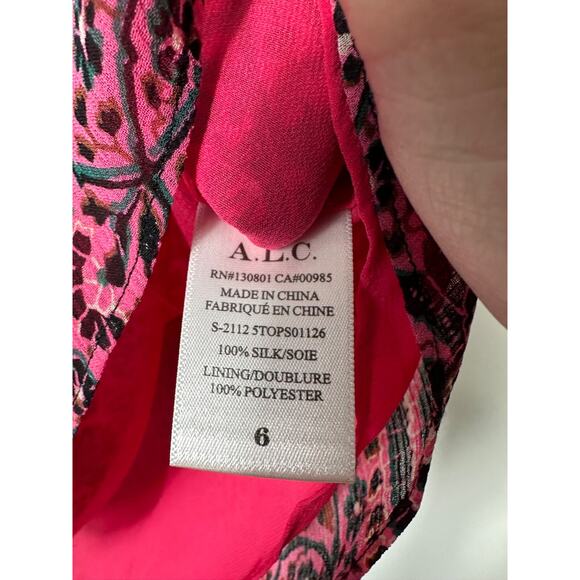 A.L.C.
RN#130801 CA#00985
MADE IN CHINA
FABRIQUÉ EN CHINE
S-2112 5TOPS01126
100% SILK/SOIE
LINING/DOUBLURE
100% POLYESTER
6